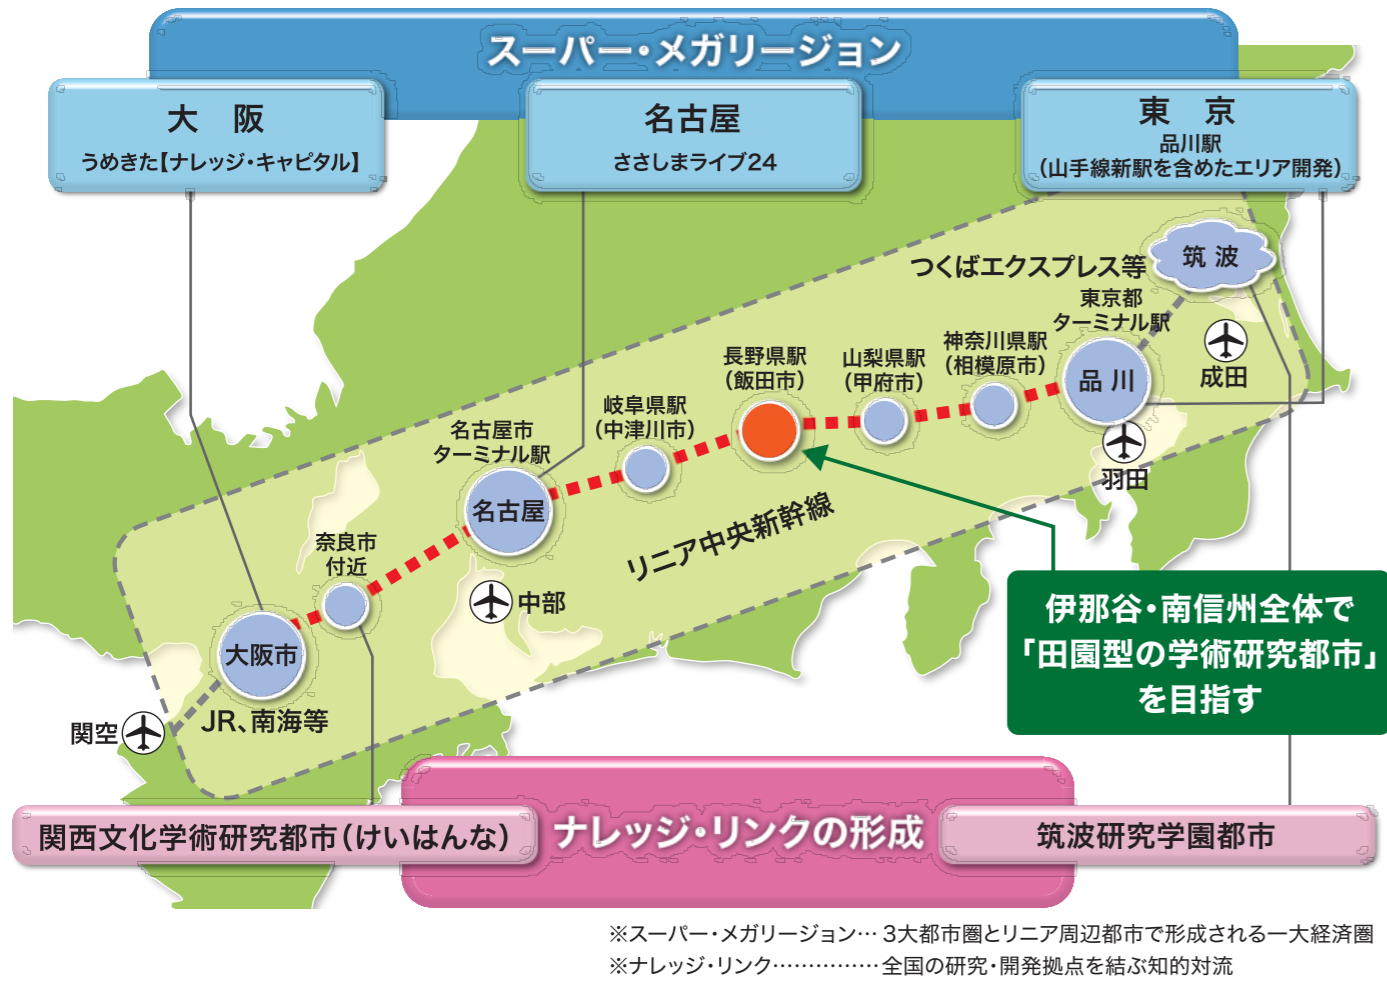 スーパー・メガリージョン
大　阪
うめきた【ナレッジ・キャピタル】
名古屋
ささしまライブ24
東　京
品川駅
（山手線新駅を含めたエリア開発）
つくばエクスプレス等
筑 波
東京都
ターミナル駅
成田
神奈川県駅
（相模原市）
品 川
羽田
山梨県駅
（甲府市）
長野県駅
（飯田市）
岐阜県駅
（中津川市）
名古屋市
ターミナル駅
名古屋
リニア中央新幹線
中部
奈良市
付近
大阪市
JR、南海等
関空
伊那谷・南信州全体で
「田園型の学術研究都市」
を目指す
関西文化学術研究都市（けいはんな）
ナレッジ・リンクの形成
筑波研究学園都市
※スーパー・メガリージョン…3大都市圏とリニア周辺都市で形成される一大経済圏
※ナレッジ・リンク……………全国の研究・開発拠点を結ぶ知的対流